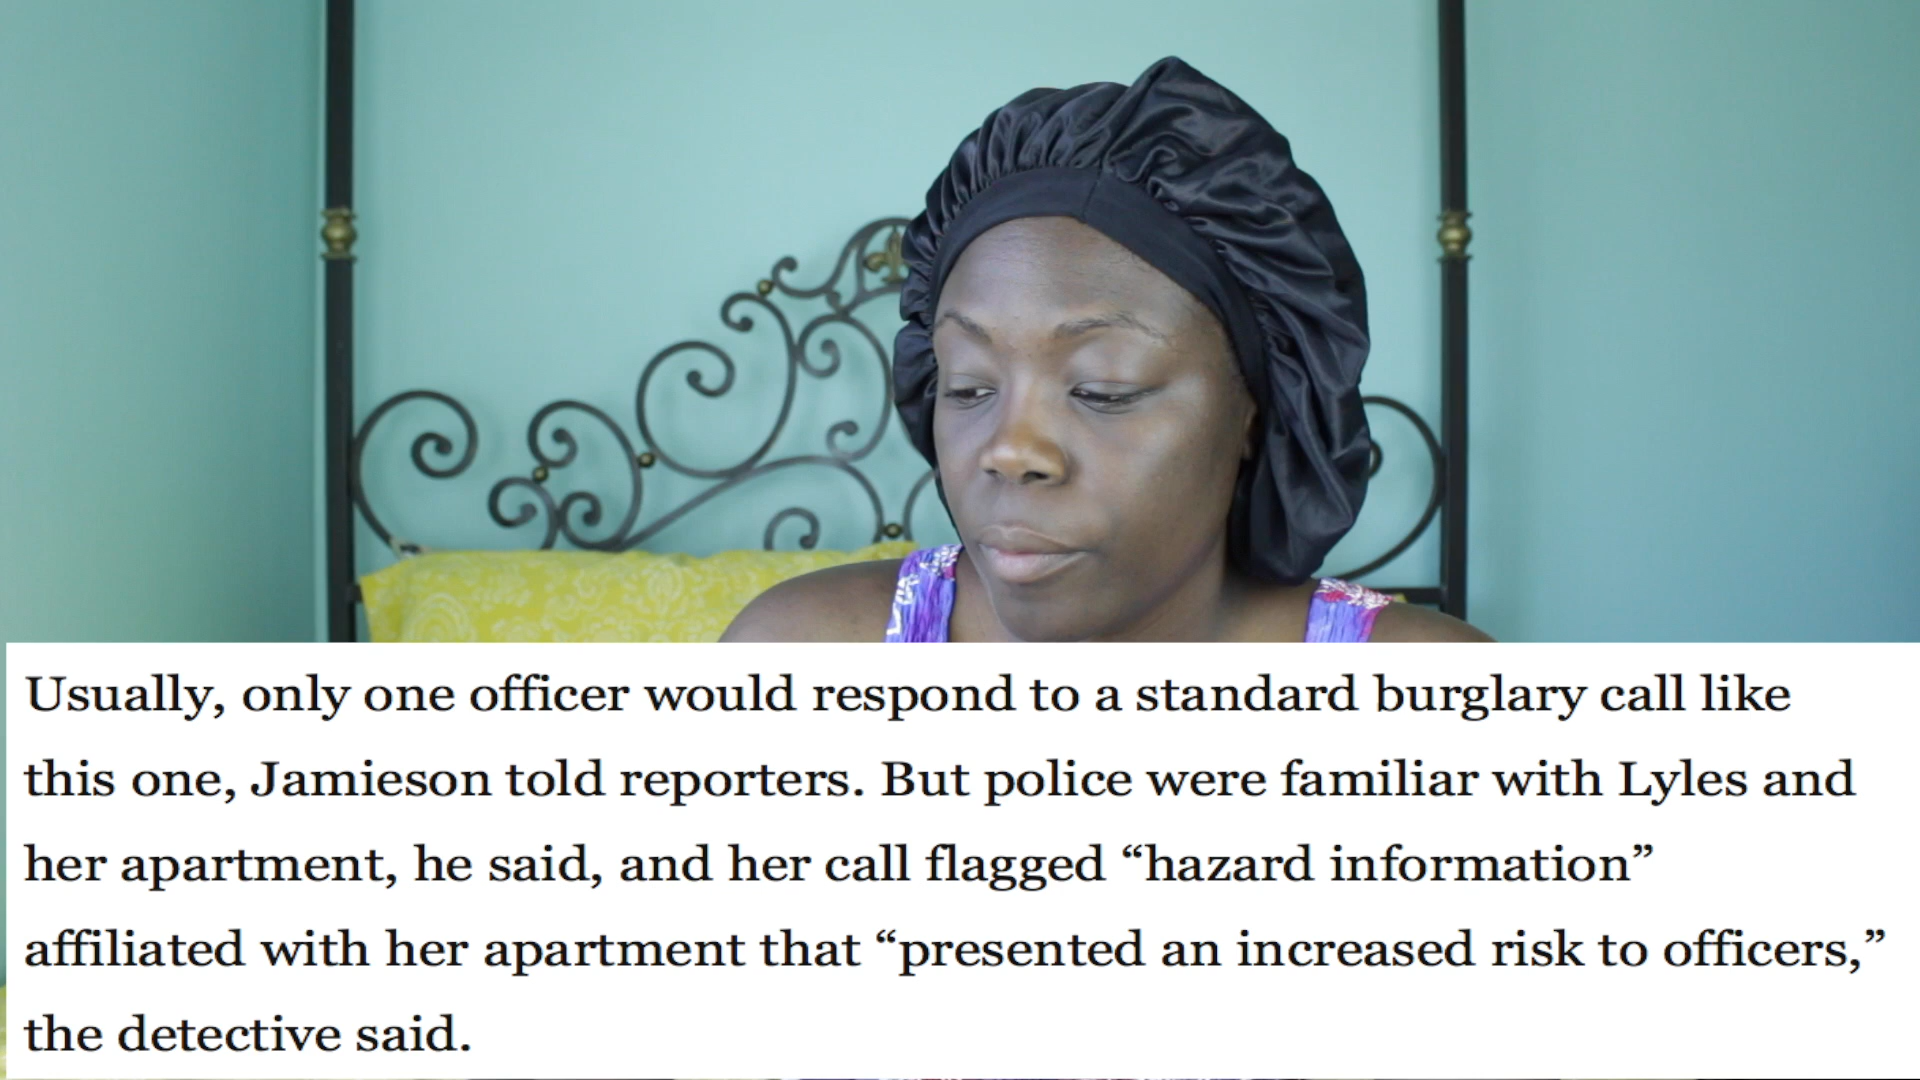 Usually, only one officer would respond to a standard burglary call like
this one, Jamieson told reporters. But police were familiar with Lyles and
her apartment, he said, and her call flagged “hazard information”
affiliated with her apartment that “presented an increased risk to officers,”
the detective said.